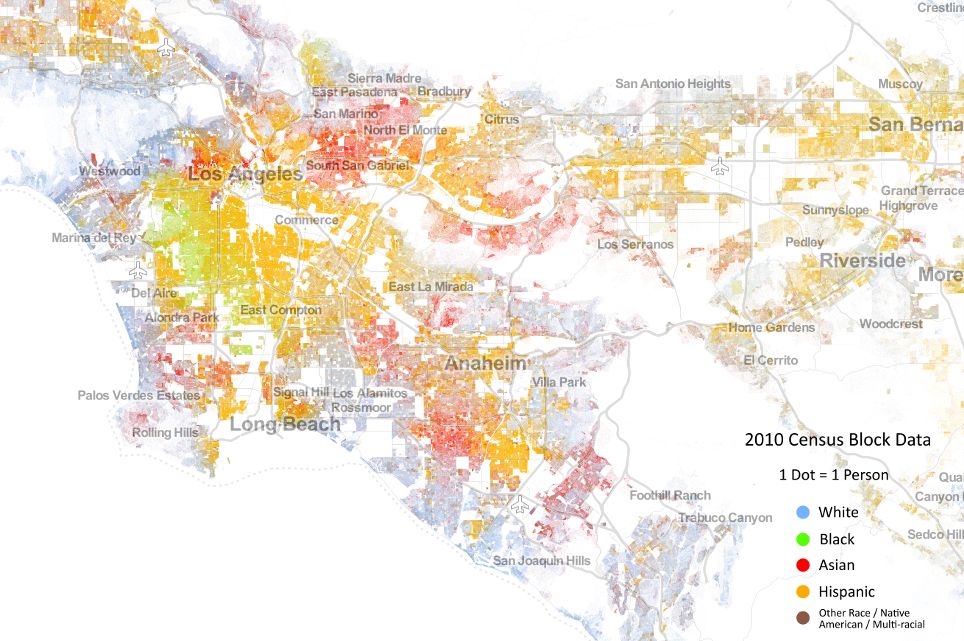 Crestline
Sierra Madre
San Antonio Heights
Muscoy
East Pasadena
Bradbury
San Marino
Citrus
San Berna
North El Monte
South San Gabriel
Westwood
Los Angeles
Grand Terrace
Highgrove
Sunnyslope
Commerce
Marina del Rey
Los Serranos
Pedley
Riverside
More
East La Mirada
Del Aire
Alondra Park
East Compton
Home Gardens
Woodcrest
Anaheim
El Cerrito
Villa Park
Palos Verdes Estates
Signal Hill
Los Alamitos
Rossmoor
Long Beach
Rolling Hills
2010 Census Block Data
1 Dot = 1 Person
White
Black
Asian
Hispanic
Other Race / Native
American / Multi-racial
Foothill Ranch
Trabuco Canyon
San Joaquin Hills
Quai
Canyon
Sedco Hill